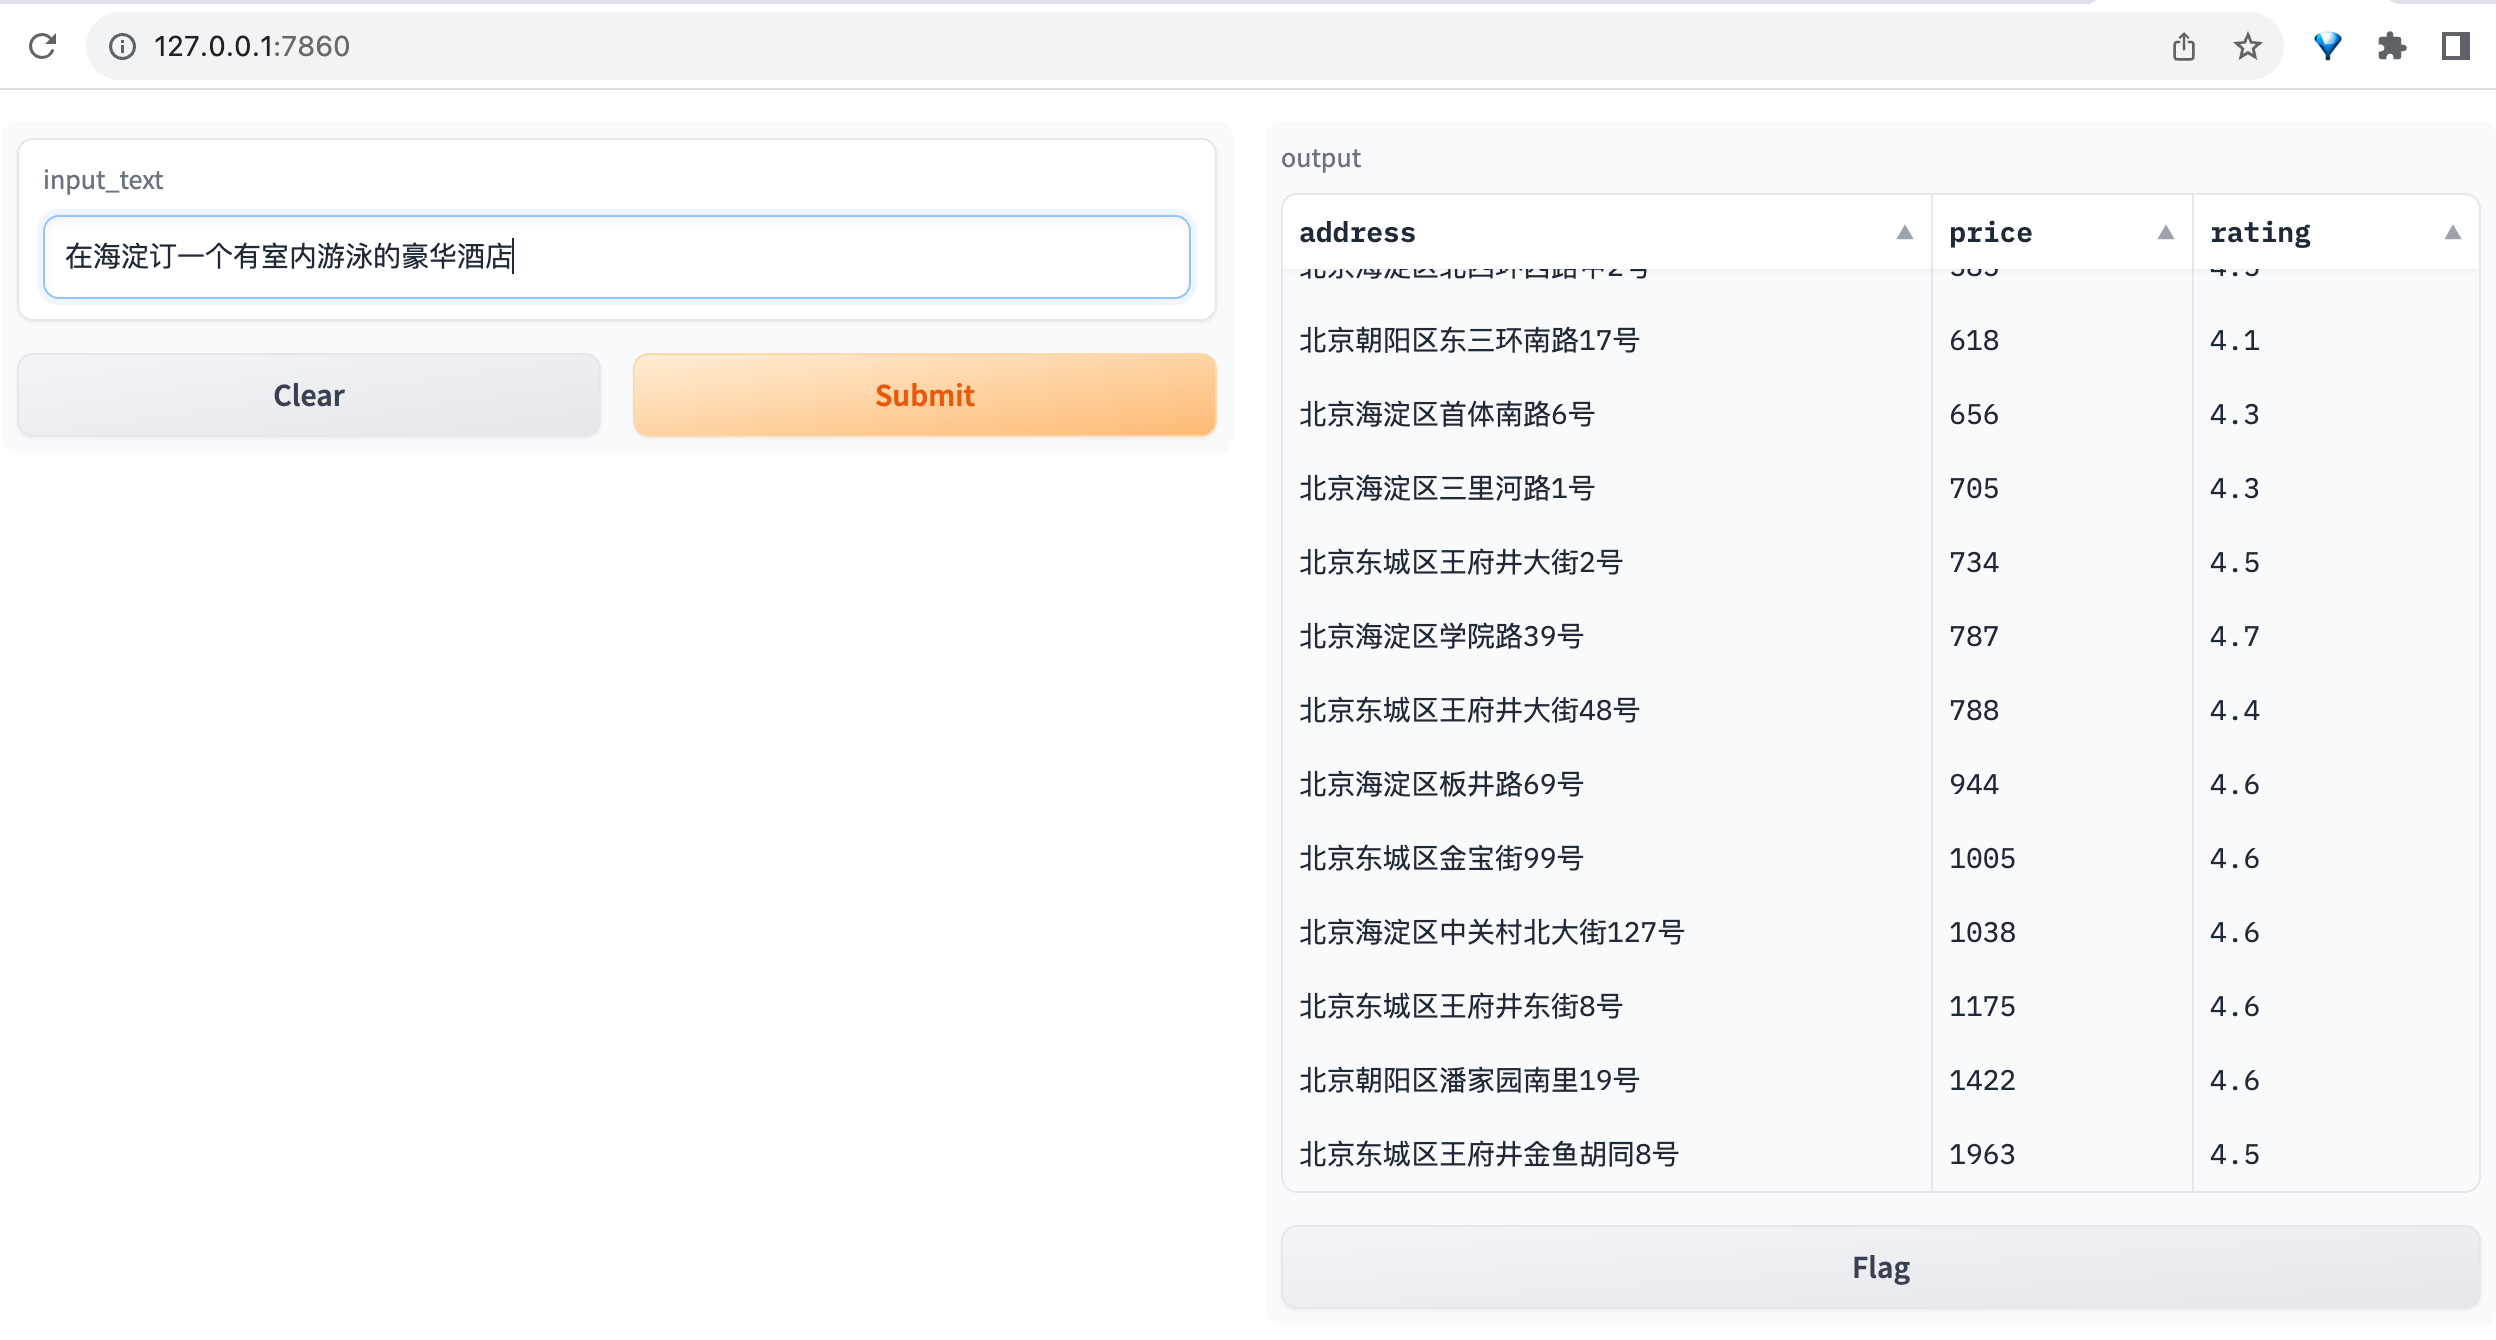 127.0.0.1:7860
input_text
在海淀订一个有室内游泳的豪华酒店
Clear
Submit
output
address price rating
北京朝阳区东三环南路17号 618 4.1
北京海淀区首体南路6号 656 4.3
北京海淀区三里河路1号 705 4.3
北京东城区王府井大街2号 734 4.5
北京海淀区学院路39号 787 4.7
北京东城区王府井大街48号 788 4.4
北京海淀区板井路69号 944 4.6
北京东城区金宝街99号 1005 4.6
北京海淀区中关村北大街127号 1038 4.6
北京东城区王府井东街8号 1175 4.6
北京朝阳区潘家园南里19号 1422 4.6
北京东城区王府井金鱼胡同8号 1963 4.5
Flag